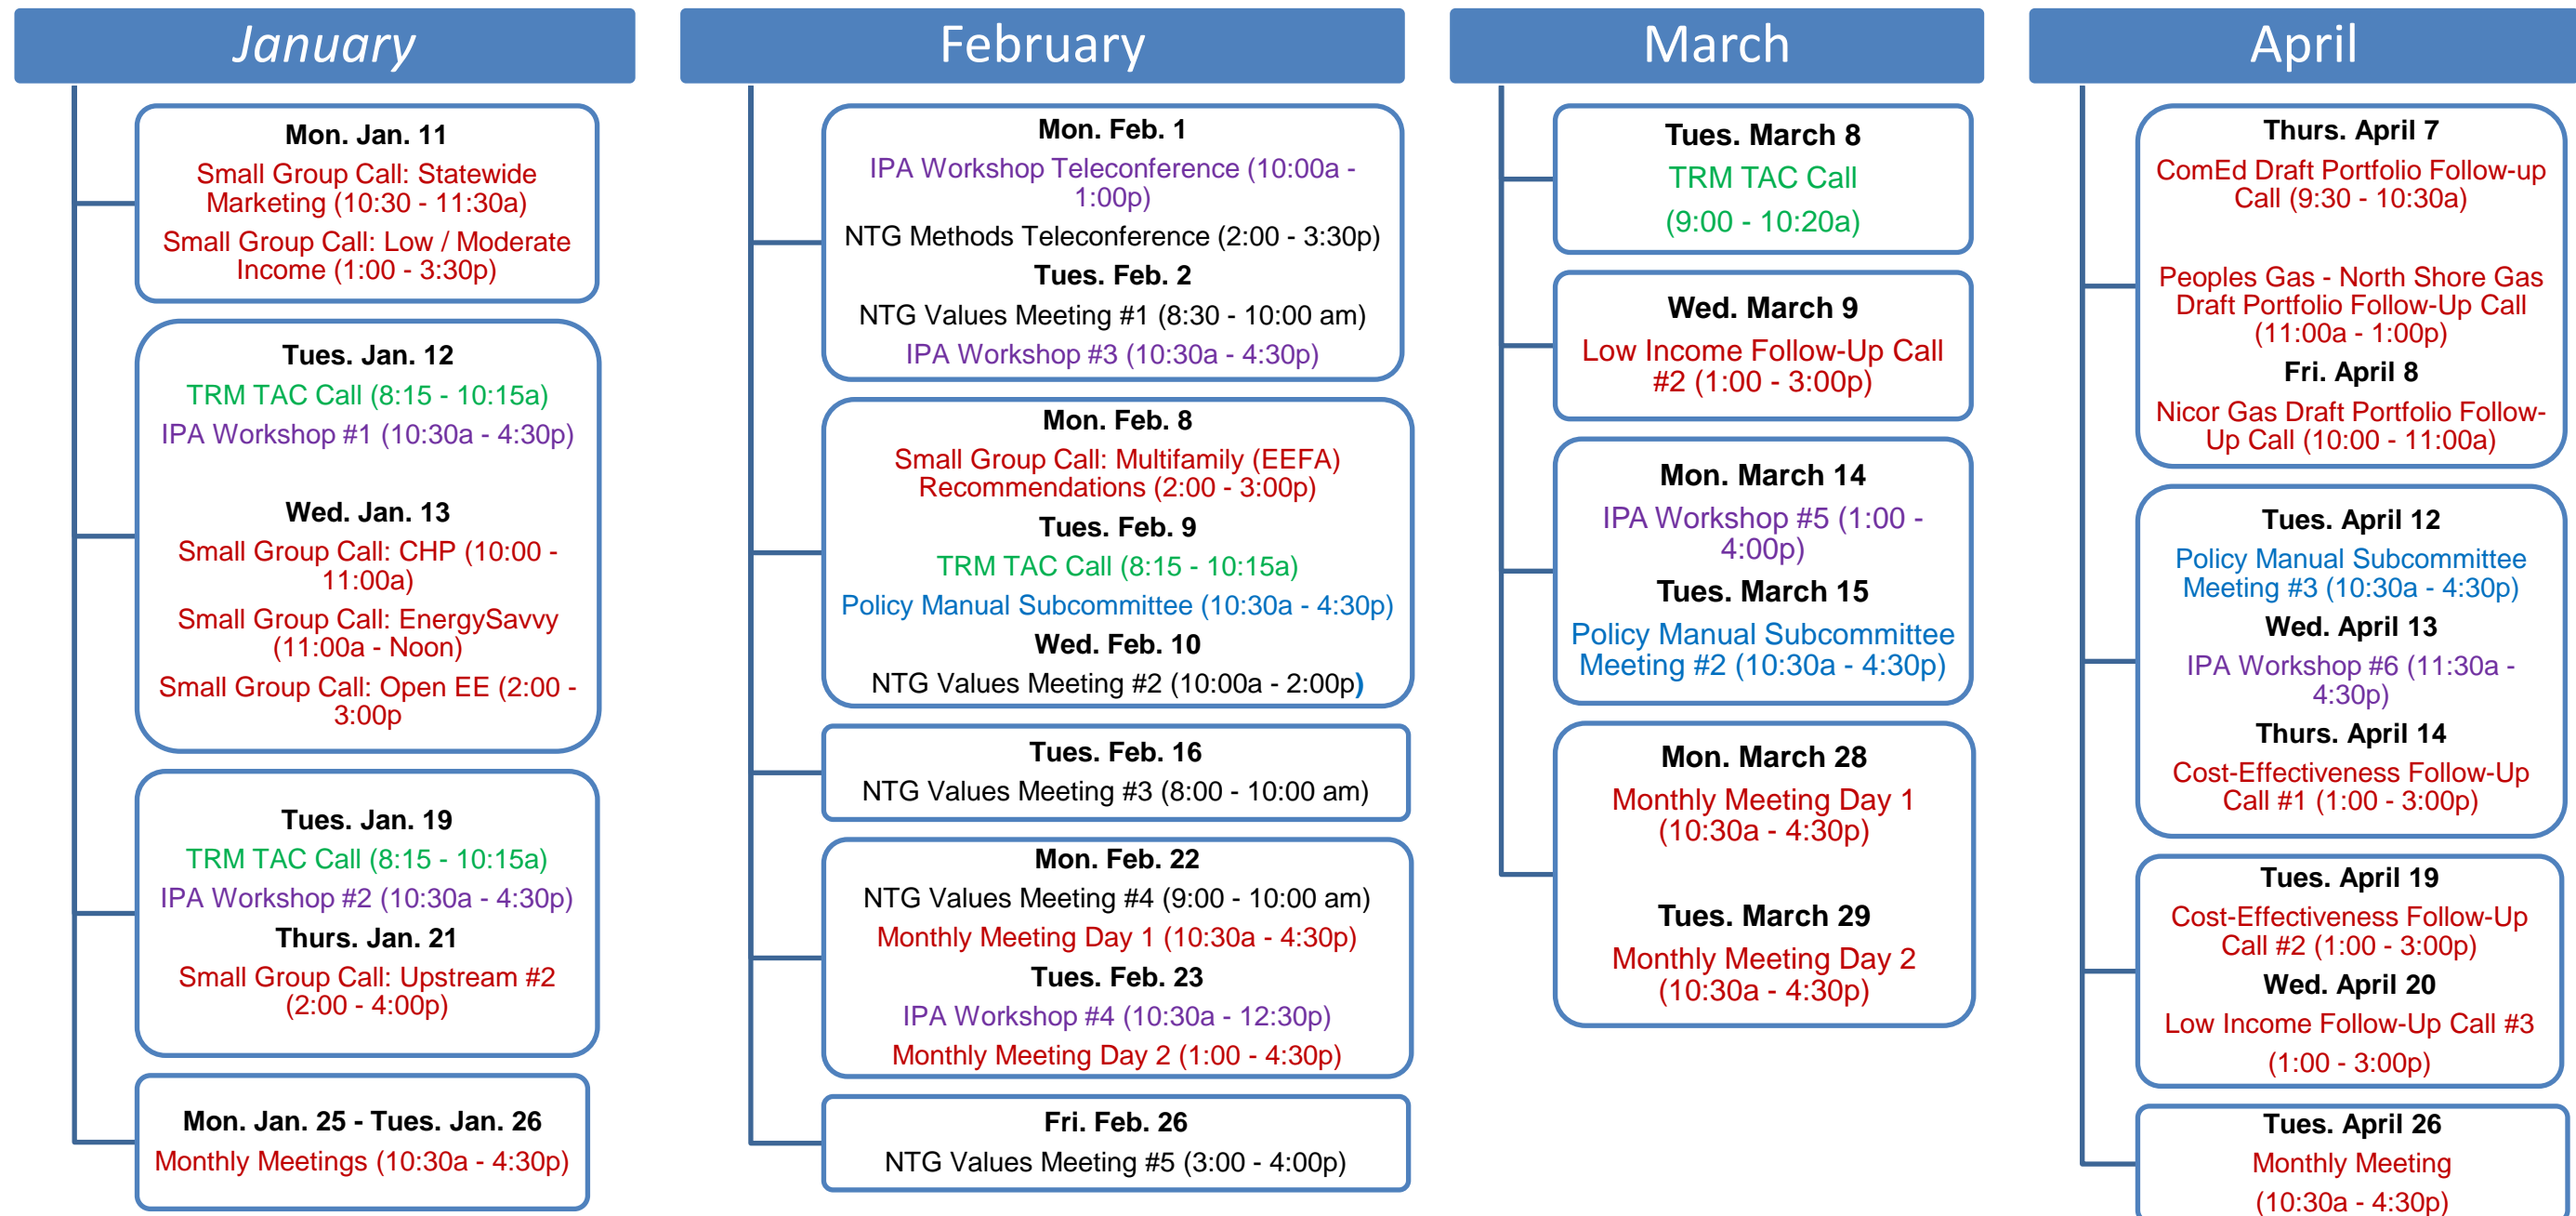 January
Mon. Jan. 11
Small Group Call: Statewide
Marketing (10:30 - 11:30a)
Small Group Call: Low / Moderate
Income (1:00 - 3:30p)
Tues. Jan. 12
TRM TAC Call (8:15 - 10:15a)
IPA Workshop #1 (10:30a - 4:30p)
Wed. Jan. 13
Small Group Call: CHP (10:00 -
11:00a)
Small Group Call: EnergySavvy
(11:00a - Noon)
Small Group Call: Open EE (2:00 -
3:00p
Tues. Jan. 19
TRM TAC Call (8:15 - 10:15a)
IPA Workshop #2 (10:30a - 4:30p)
Thurs. Jan. 21
Small Group Call: Upstream #2
(2:00 - 4:00p)
Mon. Jan. 25 - Tues. Jan. 26
Monthly Meetings (10:30a - 4:30p)
February
Mon. Feb. 1
IPA Workshop Teleconference (10:00a -
1:00p)
NTG Methods Teleconference (2:00 - 3:30p)
Tues. Feb. 2
NTG Values Meeting #1 (8:30 - 10:00 am)
IPA Workshop #3 (10:30a - 4:30p)
Mon. Feb. 8
Small Group Call: Multifamily (EEFA)
Recommendations (2:00 - 3:00p)
Tues. Feb. 9
TRM TAC Call (8:15 - 10:15a)
Policy Manual Subcommittee (10:30a - 4:30p)
Wed. Feb. 10
NTG Values Meeting #2 (10:00a - 2:00p)
Tues. Feb. 16
NTG Values Meeting #3 (8:00 - 10:00 am)
Mon. Feb. 22
NTG Values Meeting #4 (9:00 - 10:00 am)
Monthly Meeting Day 1 (10:30a - 4:30p)
Tues. Feb. 23
IPA Workshop #4 (10:30a - 12:30p)
Monthly Meeting Day 2 (1:00 - 4:30p)
Fri. Feb. 26
NTG Values Meeting #5 (3:00 - 4:00p)
March
Tues. March 8
TRM TAC Call
(9:00 - 10:20a)
Wed. March 9
Low Income Follow-Up Call
#2 (1:00 - 3:00p)
Mon. March 14
IPA Workshop #5 (1:00 -
4:00p)
Tues. March 15
Policy Manual Subcommittee
Meeting #2 (10:30a - 4:30p)
Mon. March 28
Monthly Meeting Day 1
(10:30a - 4:30p)
Tues. March 29
Monthly Meeting Day 2
(10:30a - 4:30p)
April
Thurs. April 7
ComEd Draft Portfolio Follow-up
Call (9:30 - 10:30a)
Peoples Gas - North Shore Gas
Draft Portfolio Follow-Up Call
(11:00a - 1:00p)
Fri. April 8
Nicor Gas Draft Portfolio Follow-
Up Call (10:00 - 11:00a)
Tues. April 12
Policy Manual Subcommittee
Meeting #3 (10:30a - 4:30p)
Wed. April 13
IPA Workshop #6 (11:30a -
4:30p)
Thurs. April 14
Cost-Effectiveness Follow-Up
Call #1 (1:00 - 3:00p)
Tues. April 19
Cost-Effectiveness Follow-Up
Call #2 (1:00 - 3:00p)
Wed. April 20
Low Income Follow-Up Call #3
(1:00 - 3:00p)
Tues. April 26
Monthly Meeting
(10:30a - 4:30p)